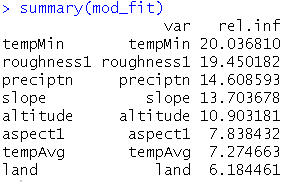 > summary(mod_fit)
var rel.inf
tempMin tempMin 20.036810
roughness1 roughness1 19.450182
preciptn preciptn 14.608593
slope slope 13.703678
altitude altitude 10.903181
aspect1 aspect1 7.838432
tempAvg tempAvg 7.274663
land land 6.184461